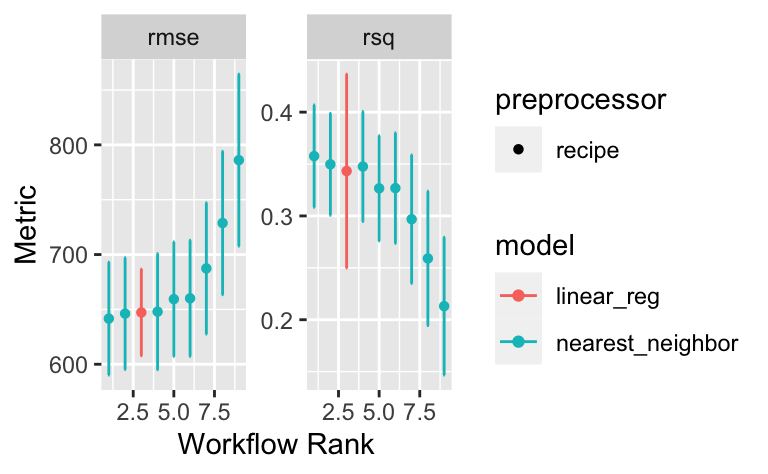 rmse
rsq
Metric
800
700
600
0.4
0.3
0.2
2.5 5.0 7.5
2.5 5.0 7.5
Workflow Rank
preprocessor
recipe
model
linear_reg
nearest_neighbor